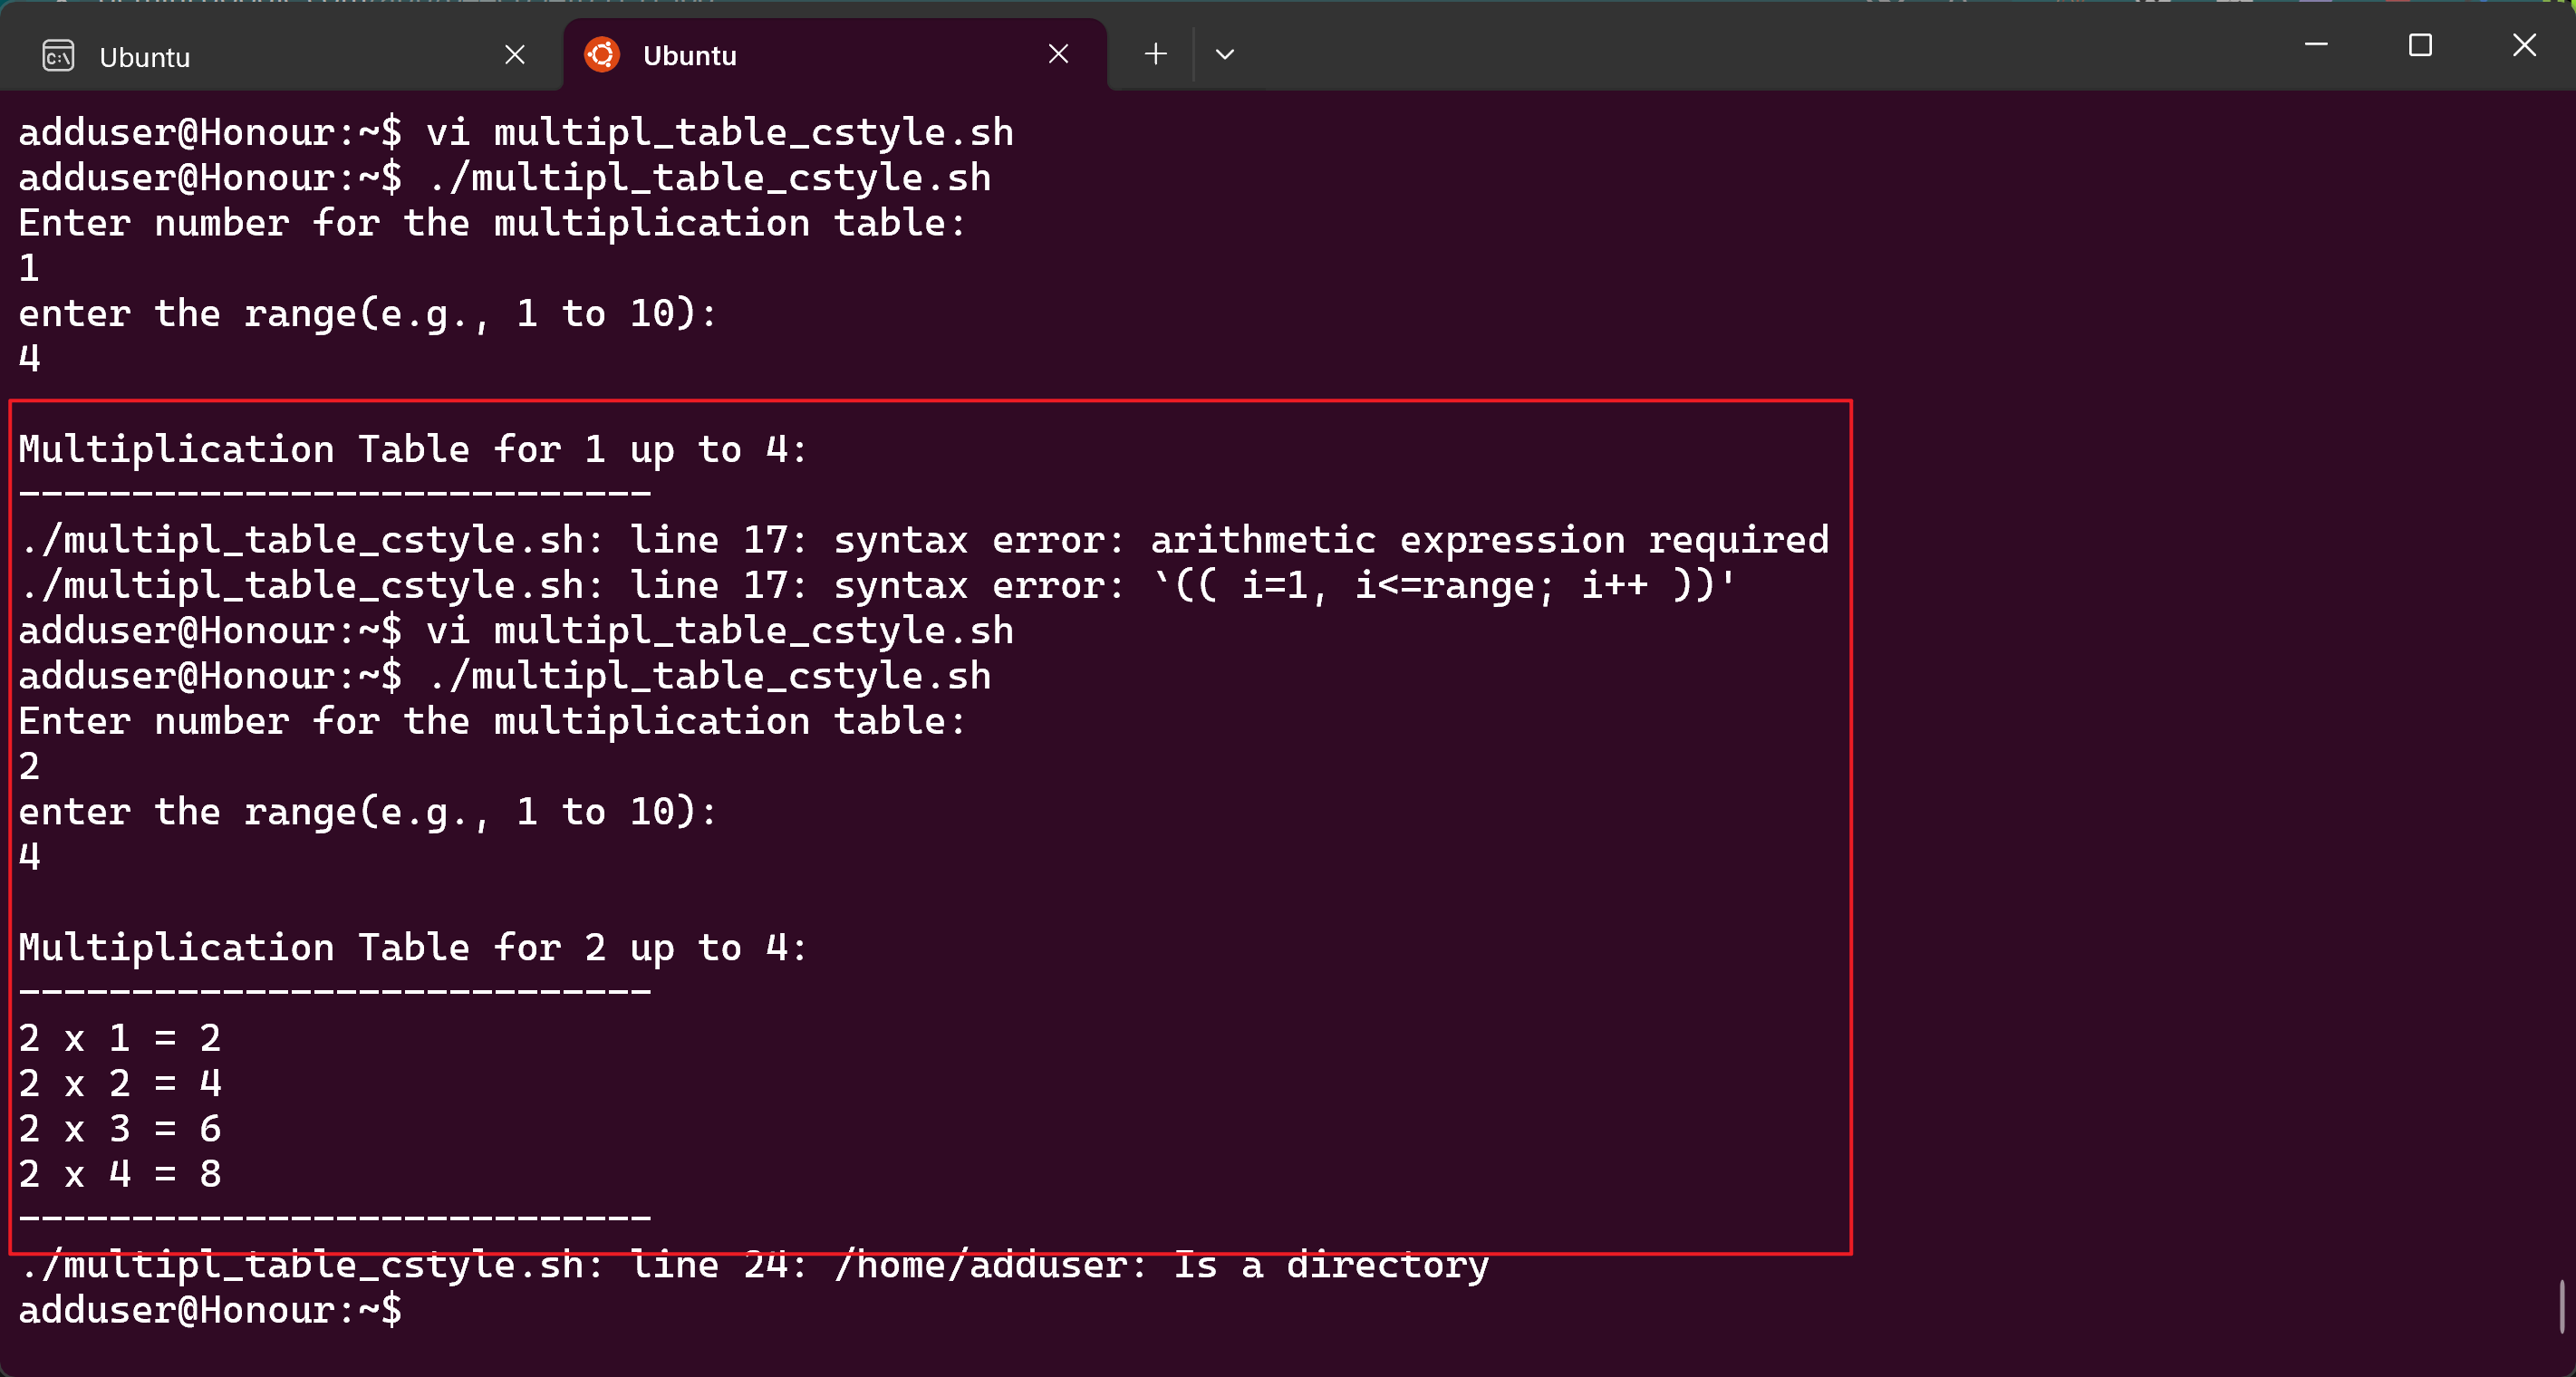 Ubuntu
Ubuntu
adduser@Honour:~$ vi multipl_table_cstyle.sh
adduser@Honour:~$ ./multipl_table_cstyle.sh
Enter number for the multiplication table:
1
enter the range(e.g., 1 to 10):
4
Multiplication Table for 1 up to 4:
----------------------------
./multipl_table_cstyle.sh: line 17: syntax error: arithmetic expression required
./multipl_table_cstyle.sh: line 17: syntax error: `(( i=1, i<=range; i++ ))'
adduser@Honour:~$ vi multipl_table_cstyle.sh
adduser@Honour:~$ ./multipl_table_cstyle.sh
Enter number for the multiplication table:
2
enter the range(e.g., 1 to 10):
4
Multiplication Table for 2 up to 4:
----------------------------
2 x 1 = 2
2 x 2 = 4
2 x 3 = 6
2 x 4 = 8
----------------------------
./multipl_table_cstyle.sh: line 24: /home/adduser: Is a directory
adduser@Honour:~$